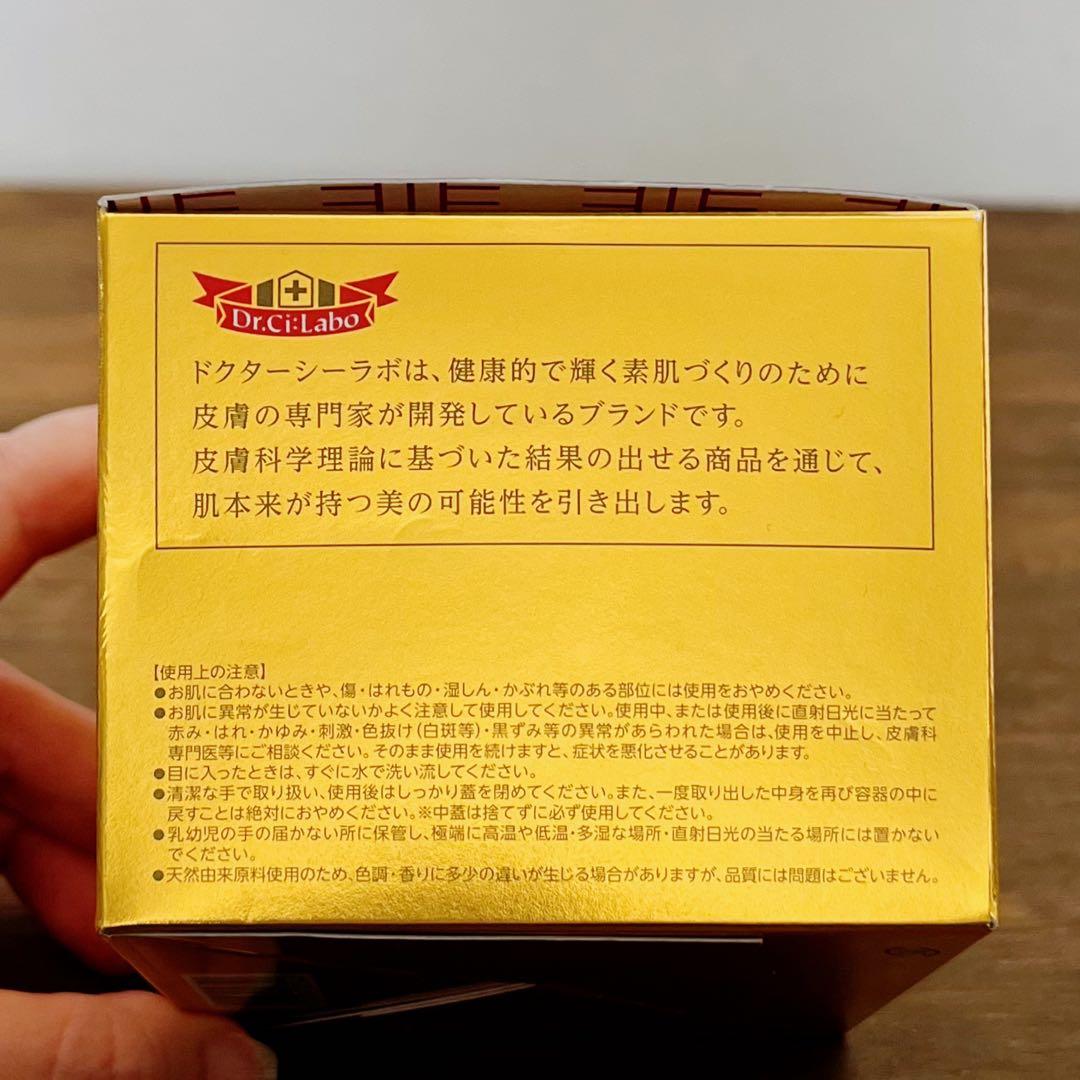 Dr.Ci:Labo
ドクターシーラボは、健康的で輝く素肌づくりのために
皮膚の専門家が開発しているブランドです。
皮膚科学理論に基づいた結果の出せる商品を通じて、
肌本来が持つ美の可能性を引き出します。
【使用上の注意】
●お肌に合わないときや、傷・はれもの・湿しん・かぶれ等のある部位には使用をおやめください。
●お肌に異常が生じていないかよく注意して使用してください。使用中、または使用後に直射日光に当たって
赤み・はれ・かゆみ・刺激・色抜け(白斑等)・黒ずみ等の異常があらわれた場合は、使用を中止し、皮膚科
専門医等にご相談ください。そのまま使用を続けますと、症状を悪化させることがあります。
●目に入ったときは、すぐに水で洗い流してください。
●清潔な手で取り扱い、使用後はしっかり蓋を閉めてください。また、一度取り出した中身を再び容器の中に
戻すことは絶対におやめください。※中蓋は捨てずに必ず使用してください。
●乳幼児の手の届かない所に保管し、極端に高温や低温・多湿な場所・直射日光の当たる場所には置かない
でください。
●天然由来原料使用のため、色調・香りに多少の違いが生じる場合がありますが、品質には問題はございません。